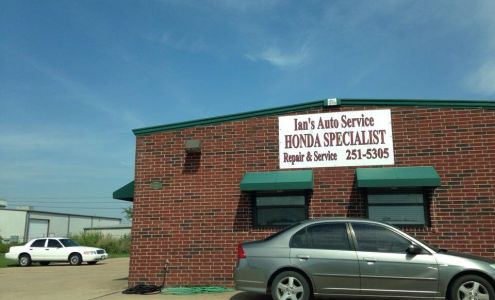 Ian's Auto Service
HONDA SPECIALIST
Repair & Service 251-5305